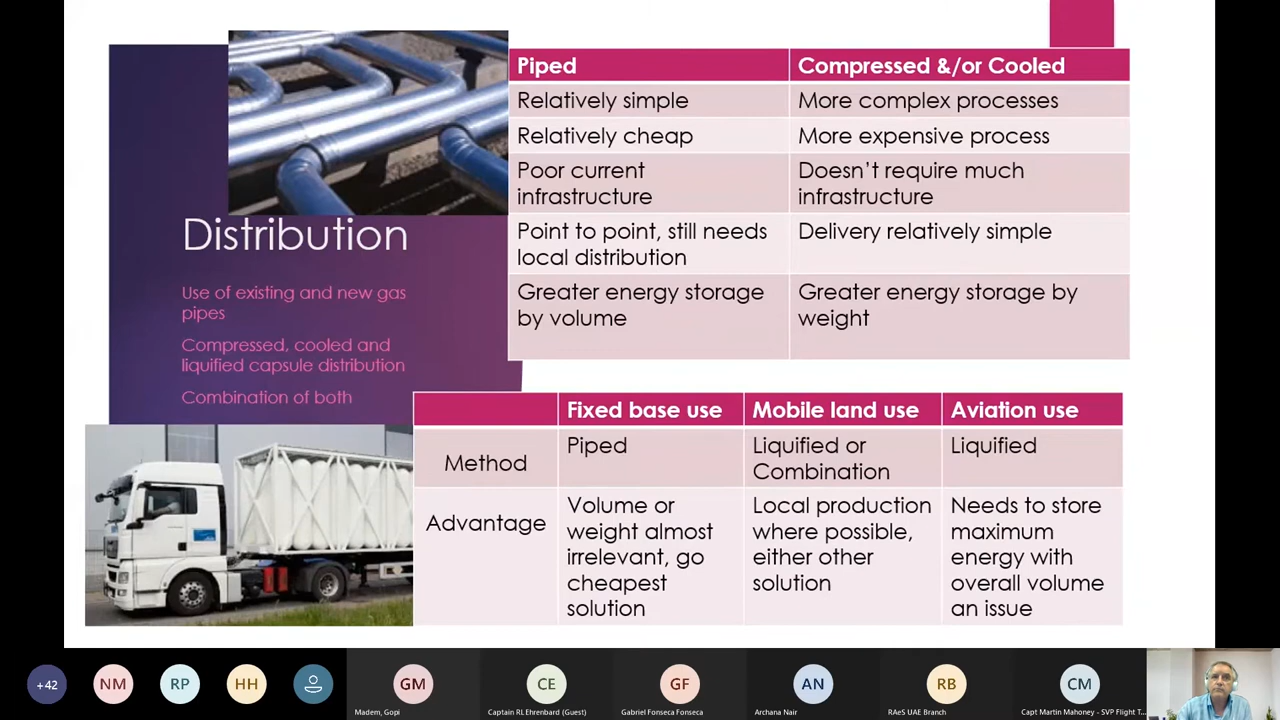 Distribution
Use of existing and new gas
pipes
Compressed, cooled and
liquified capsule distribution
Combination of both
Piped
Compressed &/or Cooled
Relatively simple
More complex processes
Relatively cheap
More expensive process
Poor current
infrastructure
Doesn't require much
infrastructure
Point to point, still needs
local distribution
Delivery relatively simple
Greater energy storage
by volume
Greater energy storage by
weight
Fixed base use
Mobile land use
Aviation use
Method
Piped
Liquified or
Combination
Liquified
Advantage
Volume or
weight almost
irrelevant, go
cheapest
solution
Local production
where possible,
either other
solution
Needs to store
maximum
energy with
overall volume
an issue
+42
NM
RP
HH
GM
Madem, Gopi
CE
Captain RL Ehrenbard (Guest)
GF
Gabriel Fonseca Fonseca
AN
Archana Nair
RB
RAeS UAE Branch
CM
Capt Martin Mahoney - SVP Flight T...